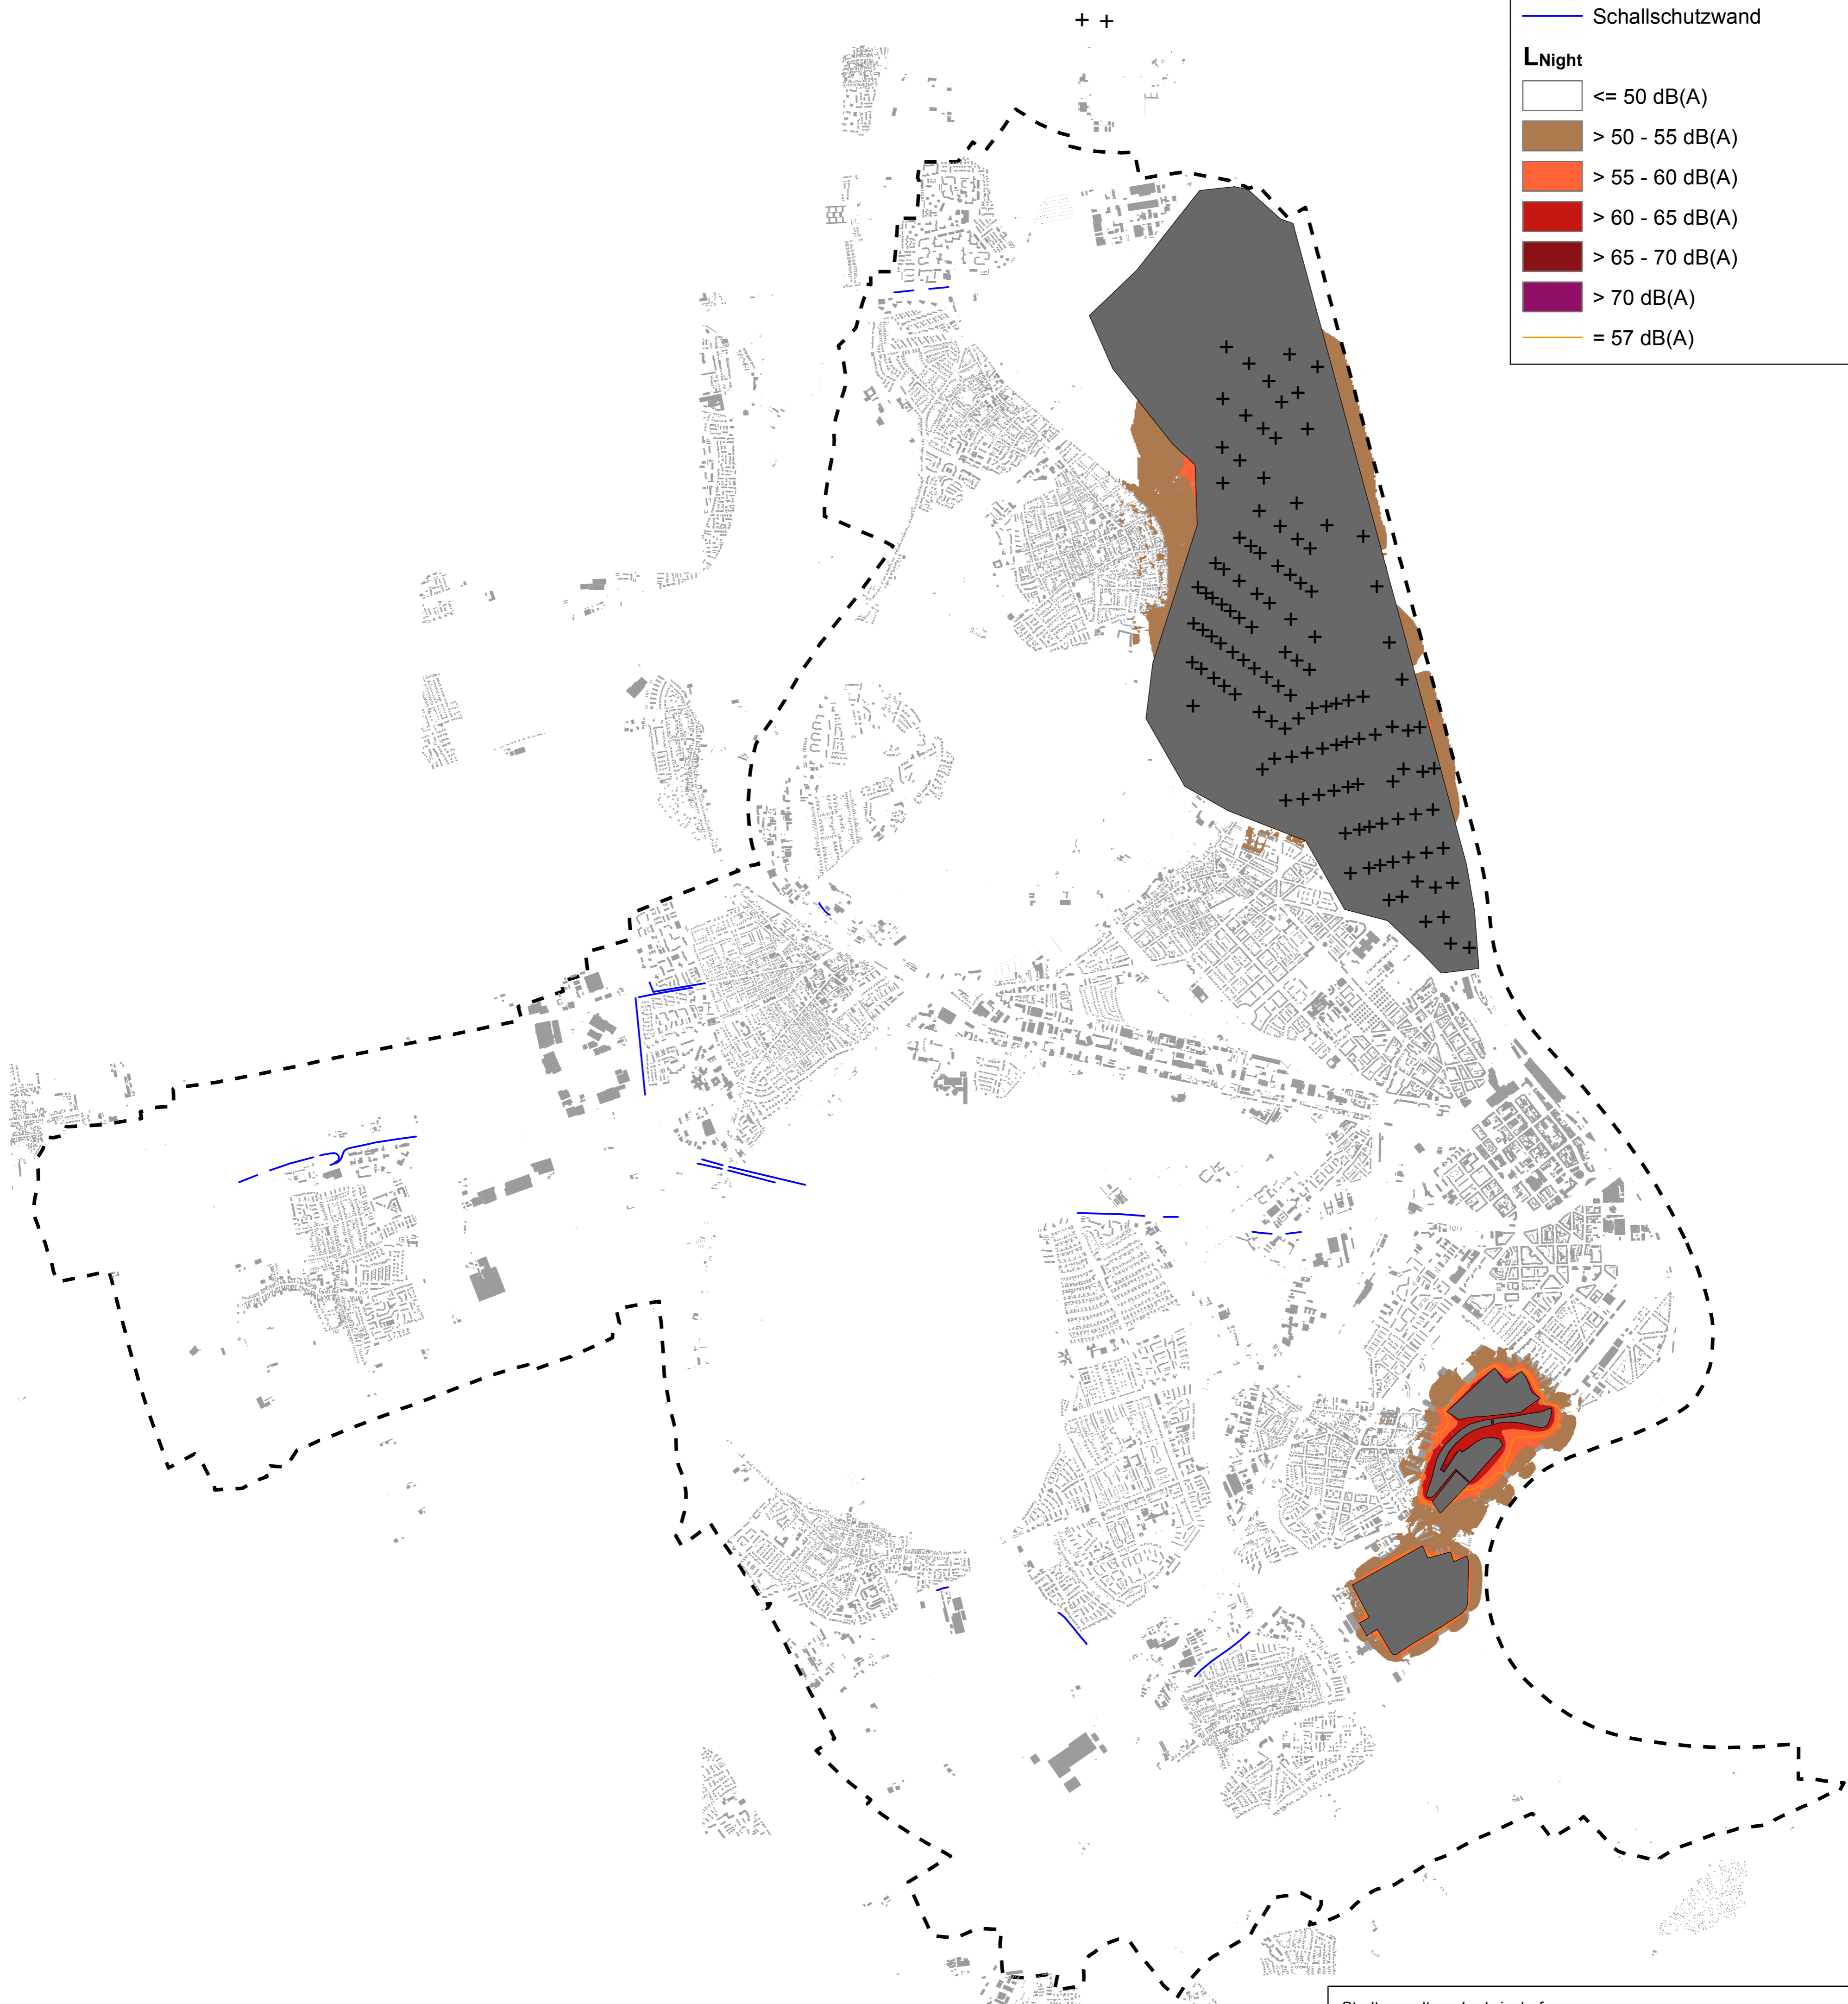 Schallschutzwand
LNight
<= 50 dB(A)
> 50 - 55 dB(A)
> 55 - 60 dB(A)
> 60 - 65 dB(A)
> 65 - 70 dB(A)
> 70 dB(A)
= 57 dB(A)